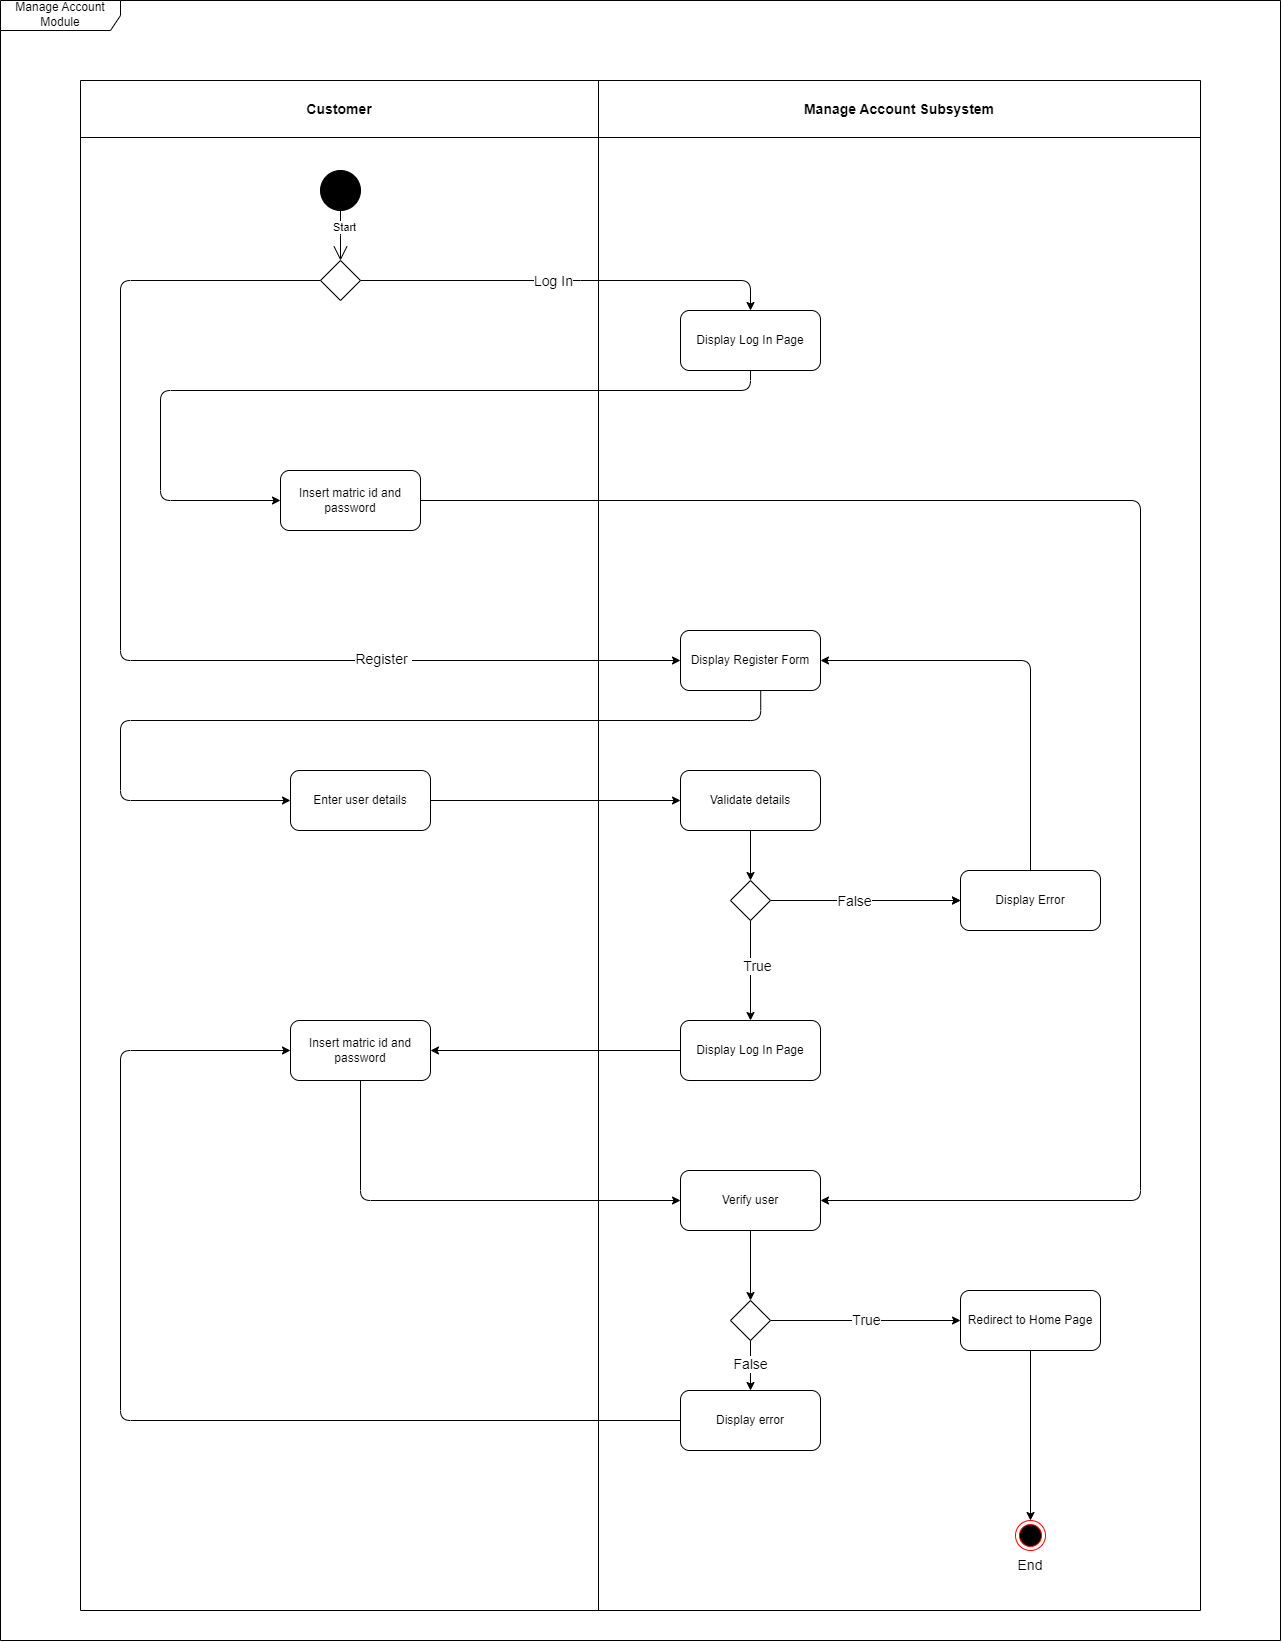 Manage Account
Module
Customer
Manage Account Subsystem
Start
Log In
Display Log In Page
Insert matric id and
password
Register
Display Register Form
Enter user details
Validate details
False
Display Error
True
Insert matric id and
password
Display Log In Page
Verify user
True
Redirect to Home Page
False
Display error
End